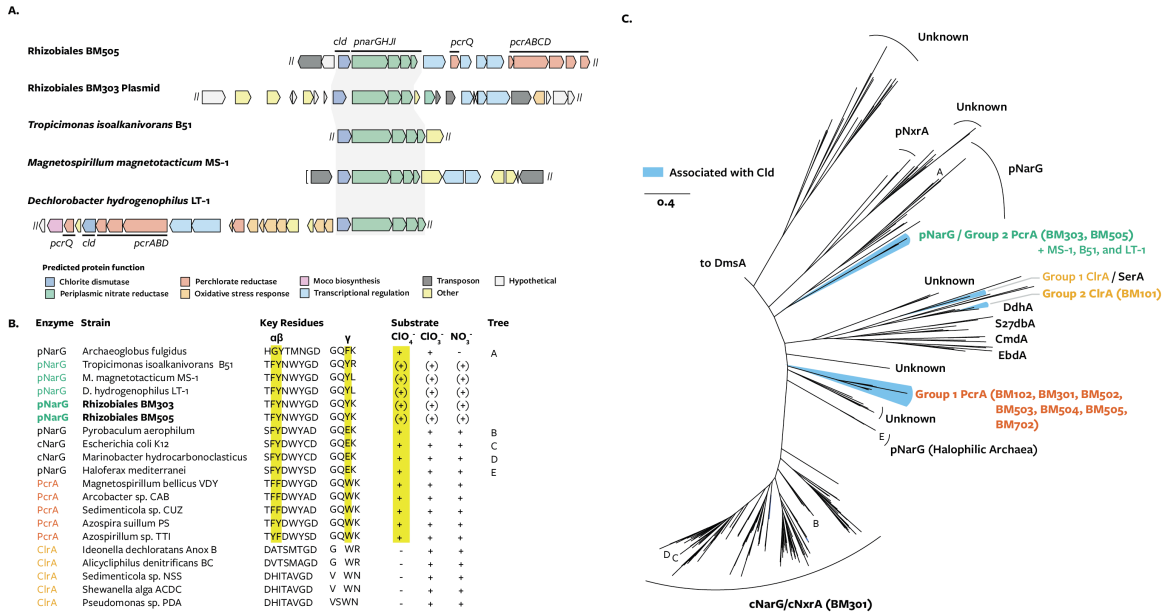 A.
cld pnarGHJI pcrQ pcrABCD
Rhizobiales BM505 // //
Rhizobiales BM303 Plasmid // //
Tropicimonas isoalkanivorans B51 // //
Magnetospirillum magnetotacticum MS-1 //
Dechlorobacter hydrogenophilus LT-1 // //
pcrQ cld pcrABD
Predicted protein function
Chlorite dismutase Perchlorate reductase Moco biosynthesis Transposon Hypothetical
Periplasmic nitrate reductase Oxidative stress response Transcriptional regulation Other
B.
Enzyme Strain Key Residues Substrate Tree
αβ γ ClO4- ClO3- NO3-
pNarG Archaeoglobus fulgidus HGYTMNGD GQFK + + - A
pNarG Tropicimonas isoalkanivorans B51 TFYNWYGD GQYR (+) (+) (+)
pNarG M. magnetotacticum MS-1 TFYNWYGD GQYL (+) (+) (+)
pNarG D. hydrogenophilus LT-1 TFYNWYGD GQYL (+) (+) (+)
pNarG Rhizobiales BM303 TFYNWYGD GQYK (+) (+) (+)
pNarG Rhizobiales BM505 TFYNWYGD GQYK (+) (+) (+)
pNarG Pyrobaculum aerophilum SFYDWYAD GQEK + + + B
cNarG Escherichia coli K12 SFYDWYCD GQEK + + + C
cNarG Marinobacter hydrocarbonoclasticus SFYDWYCD GQEK + + + D
pNarG Haloferax mediterranei SFYDWYSD GQEK + + + E
PcrA Magnetospirillum bellicus VDY TFFDWYGD GQWK + + +
PcrA Arcobacter sp. CAB TFFDWYAD GQWK + + +
PcrA Sedimenticola sp. CUZ TFFDWYAD GQWK + + +
PcrA Azospira suillum PS TFYDWYGD GQWK + + +
PcrA Azospirillum sp. TTI TYFDWYGD GQWK + + +
ClrA Ideonella dechloratans Anox B DATSMTGD G WR - + +
ClrA Alicycliphilus denitrificans BC DVTSMAGD G WR - + +
ClrA Sedimenticola sp. NSS DHITAVGD V WN - + +
ClrA Shewanella alga ACDC DHITAVGD V WN - + +
ClrA Pseudomonas sp. PDA DHITAVGD VSWN - + +
C.
Unknown
Unknown
pNxrA
pNarG
A
Associated with Cld
0.4
pNarG / Group 2 PcrA (BM303, BM505)
+ MS-1, B51, and LT-1
to DmsA
Unknown
Group 1 ClrA / SerA
Group 2 ClrA (BM101)
DdhA
S27dbA
CmdA
EbdA
Unknown
Group 1 PcrA (BM102, BM301, BM502,
BM503, BM504, BM505,
BM702)
Unknown
E
pNarG (Halophilic Archaea)
B
D C
cNarG/cNxrA (BM301)